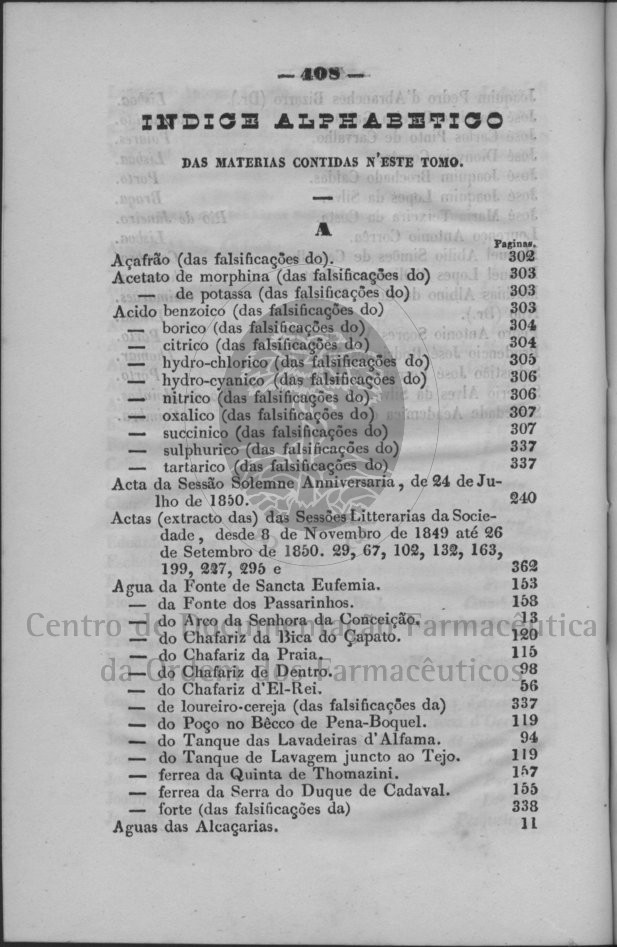 — 408 —
INDICE ALPHABETICO
DAS MATERIAS CONTIDAS N'ESTE TOMO.
—
A
Paginas.
Açafrão (das falsificações do). 302
Acetato de morphina (das falsificações do) 303
— de potassa (das falsificações do) 303
Acido benzoico (das falsificações do) 303
— borico (das falsificações do) 304
— citrico (das falsificações do) 304
— hydro-chlorico (das falsificações do) 305
— hydro-cyanico (das falsificações do) 306
— nitrico (das falsificações do) 306
— oxalico (das falsificações do) 307
— succinico (das falsificações do) 307
— sulphurico (das falsificações do) 337
— tartarico (das falsificações do) 337
Acta da Sessão Solemne Anniversaria, de 24 de Ju-
lho de 1850. 240
Actas (extracto das) das Sessões Litterarias da Socie-
dade, desde 8 de Novembro de 1849 até 26
de Setembro de 1850. 29, 67, 102, 132, 163,
199, 227, 295 e 362
Agua da Fonte de Sancta Eufemia. 153
— da Fonte dos Passarinhos. 158
— do Arco da Senhora da Conceição. 13
— do Chafariz da Bica do Çapato. 120
— do Chafariz da Praia. 115
— do Chafariz de Dentro. 98
— do Chafariz d'El-Rei. 56
— de loureiro-cereja (das falsificações da) 337
— do Poço no Bêcco de Pena-Boquel. 119
— do Tanque das Lavadeiras d'Alfama. 94
— do Tanque de Lavagem juncto ao Tejo. 119
— ferrea da Quinta de Thomazini. 157
— ferrea da Serra do Duque de Cadaval. 155
— forte (das falsificações da) 338
Aguas das Alcaçarias. 11
Centro de Documentação Farmacêutica
da Ordem dos Farmacêuticos